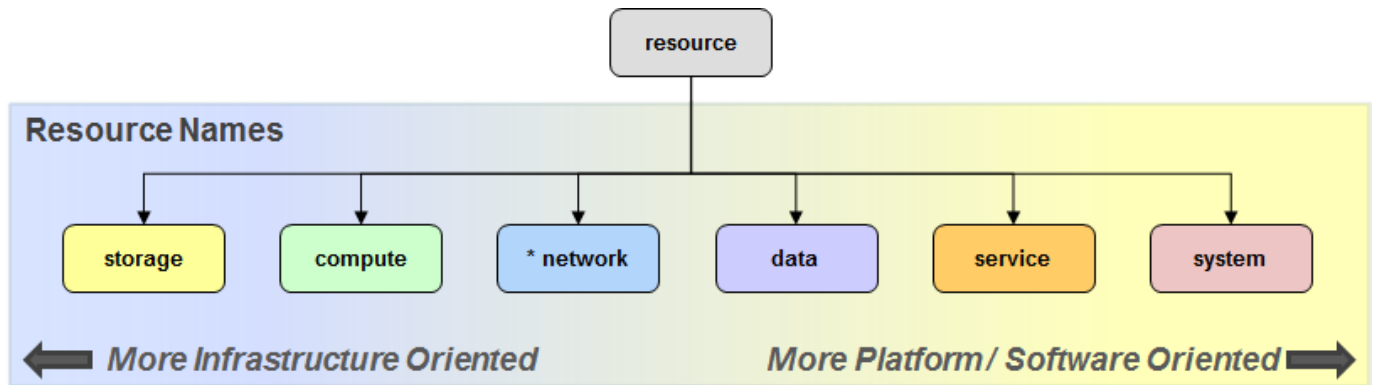 resource
Resource Names
storage
compute
* network
data
service
system
More Infrastructure Oriented
More Platform / Software Oriented